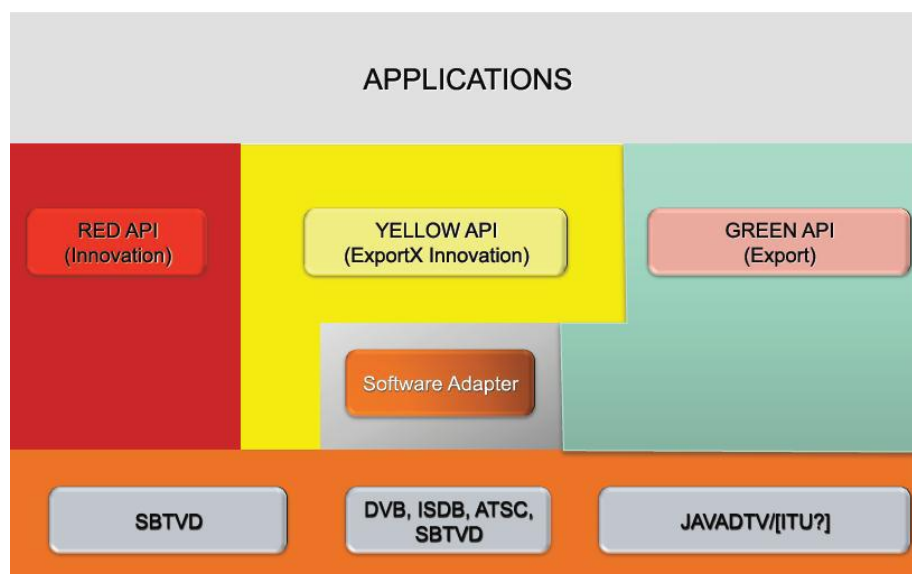 APPLICATIONS
RED API
(Innovation)
YELLOW API
(ExportX Innovation)
GREEN API
(Export)
Software Adapter
SBTVD
DVB, ISDB, ATSC,
SBTVD
JAVADTV/[ITU?]